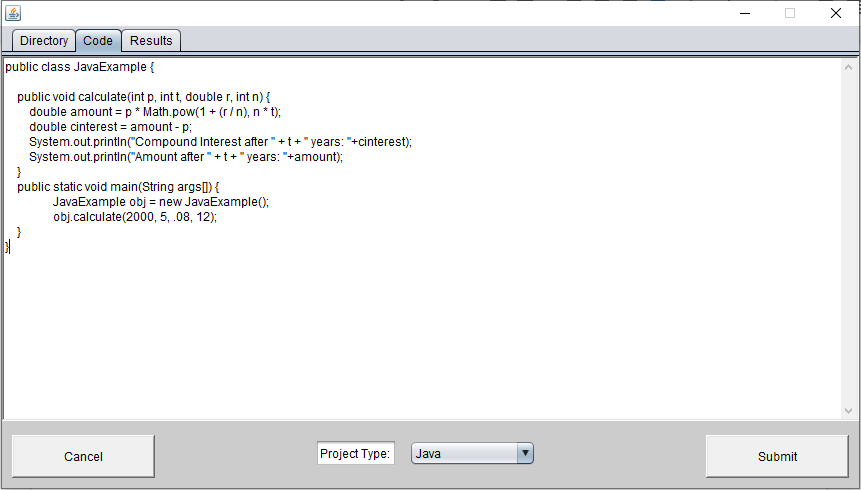 Directory Code Results
public class JavaExample {
public void calculate(int p, int t, double r, int n) {
double amount = p * Math.pow(1 + (r / n), n * t);
double cinterest = amount - p;
System.out.println("Compound Interest after " + t + " years: "+cinterest);
System.out.println("Amount after " + t + " years: "+amount);
}
public static void main(String args[]) {
JavaExample obj = new JavaExample();
obj.calculate(2000, 5, .08, 12);
}
}
Cancel Project Type: Java Submit